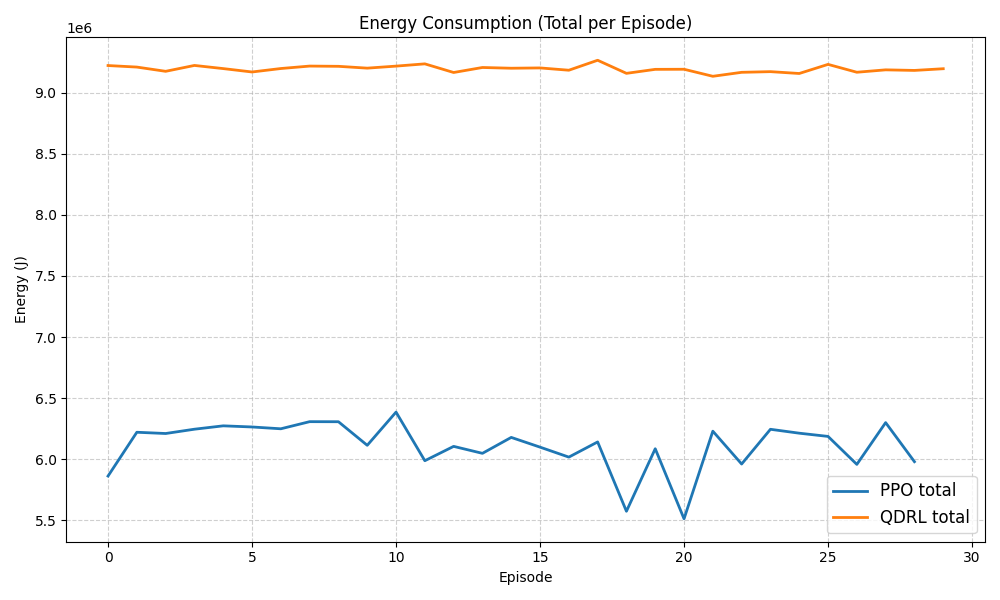 Energy Consumption (Total per Episode)
1e6
9.0
8.5
8.0
7.5
7.0
6.5
6.0
5.5
Energy (J)
PPO total
QDRL total
0 5 10 15 20 25 30
Episode